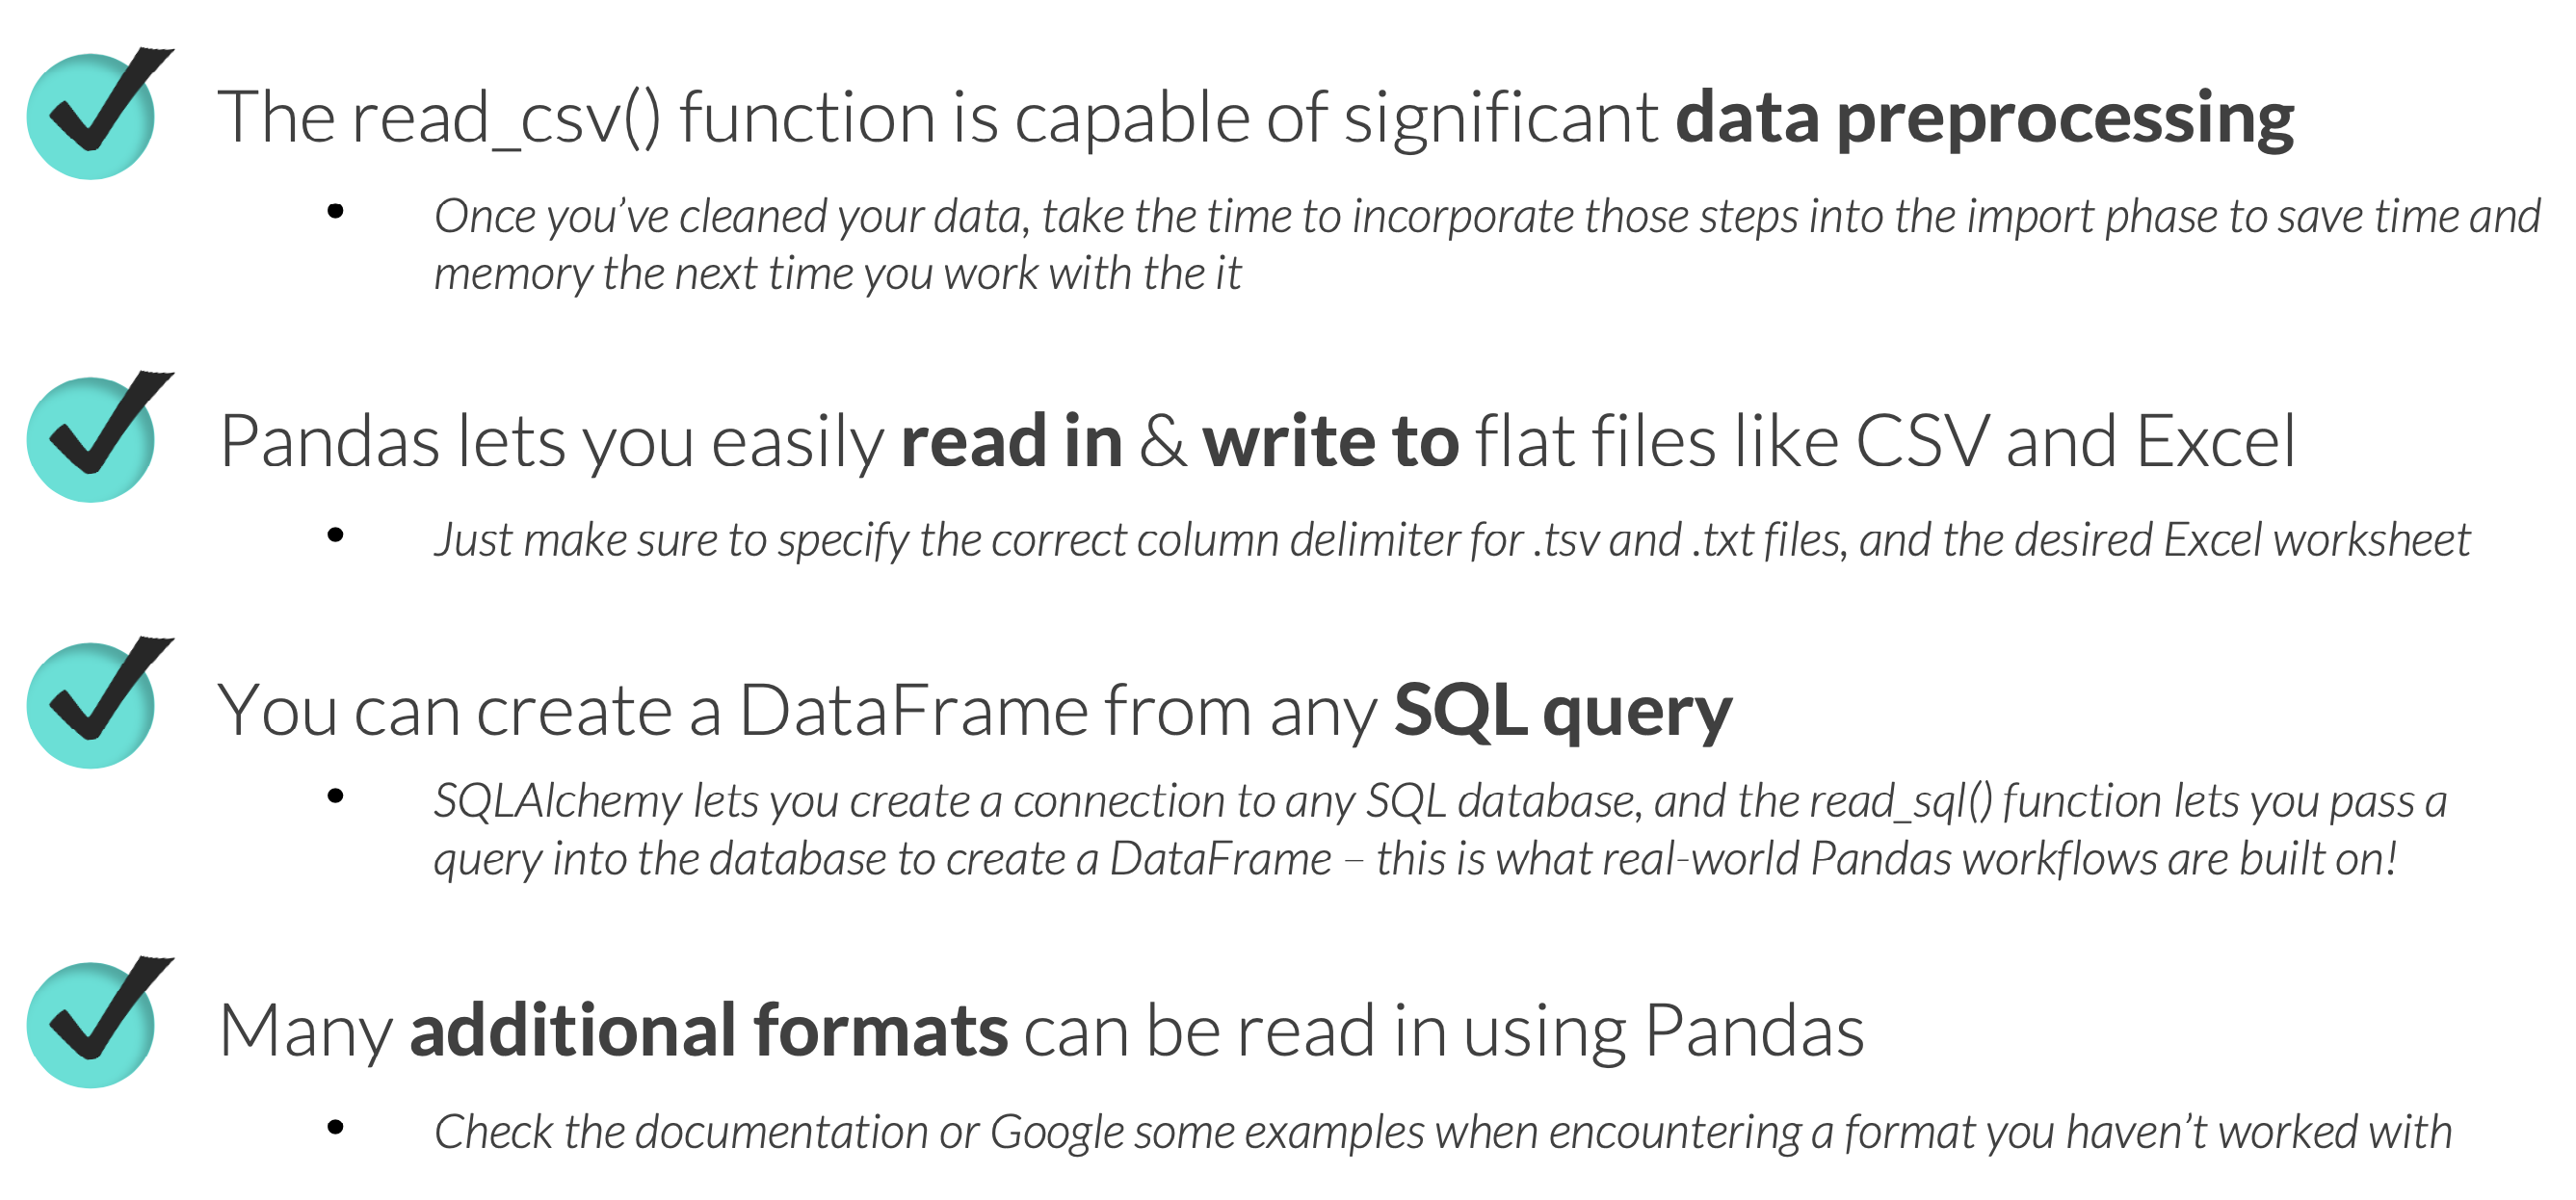 The read_csv() function is capable of significant data preprocessing
• Once you’ve cleaned your data, take the time to incorporate those steps into the import phase to save time and
memory the next time you work with the it
Pandas lets you easily read in & write to flat files like CSV and Excel
• Just make sure to specify the correct column delimiter for .tsv and .txt files, and the desired Excel worksheet
You can create a DataFrame from any SQL query
• SQLAlchemy lets you create a connection to any SQL database, and the read_sql() function lets you pass a
query into the database to create a DataFrame – this is what real-world Pandas workflows are built on!
Many additional formats can be read in using Pandas
• Check the documentation or Google some examples when encountering a format you haven’t worked with